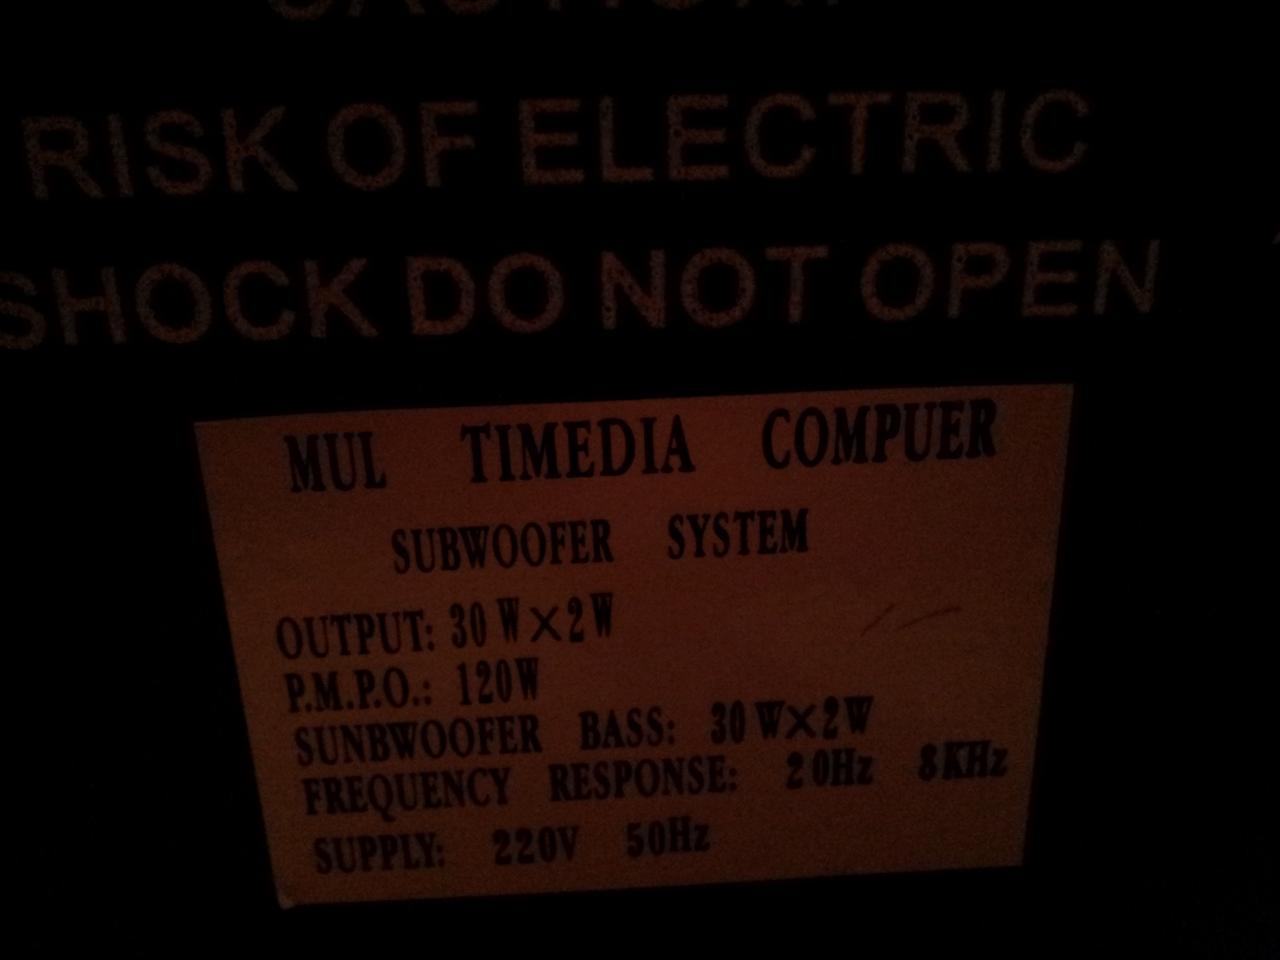 CAUTION
RISK OF ELECTRIC
SHOCK DO NOT OPEN
MUL TIMEDIA COMPUER
SUBWOOFER SYSTEM
OUTPUT: 30 W×2W
P.M.P.O.: 120W
SUNBWOOFER BASS: 30 W×2W
FREQUENCY RESPONSE: 20Hz 8KHz
SUPPLY: 220V 50Hz